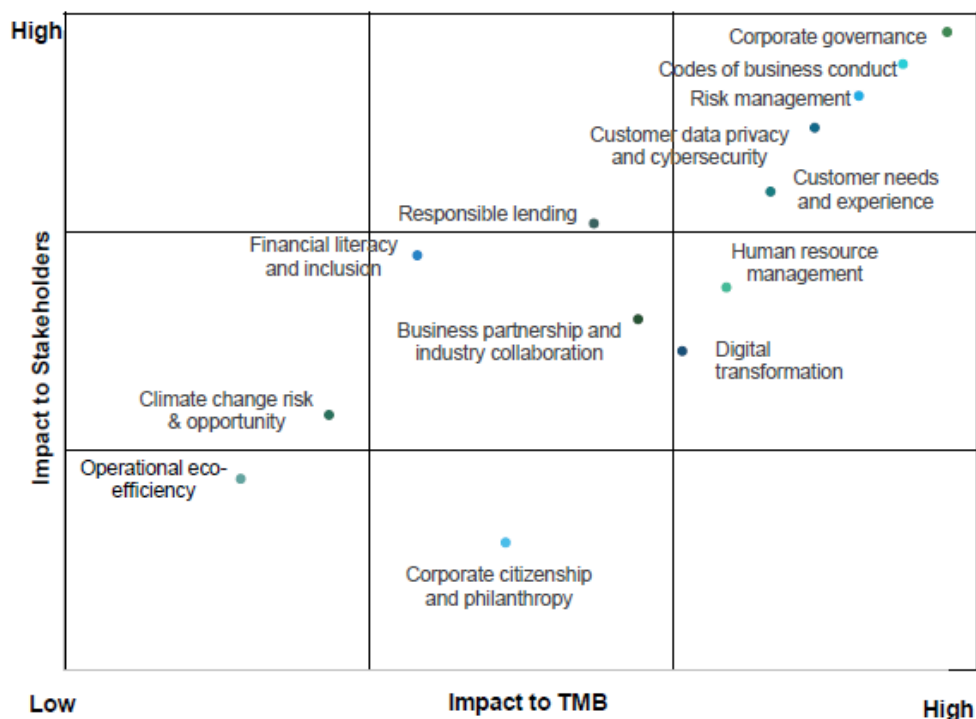 High
Corporate governance
Codes of business conduct
Risk management
Customer data privacy
and cybersecurity
Customer needs
and experience
Responsible lending
Financial literacy
and inclusion
Human resource
management
Business partnership and
industry collaboration
Digital
transformation
Climate change risk
& opportunity
Operational eco-
efficiency
Corporate citizenship
and philanthropy
Impact to Stakeholders
Low
Impact to TMB
High